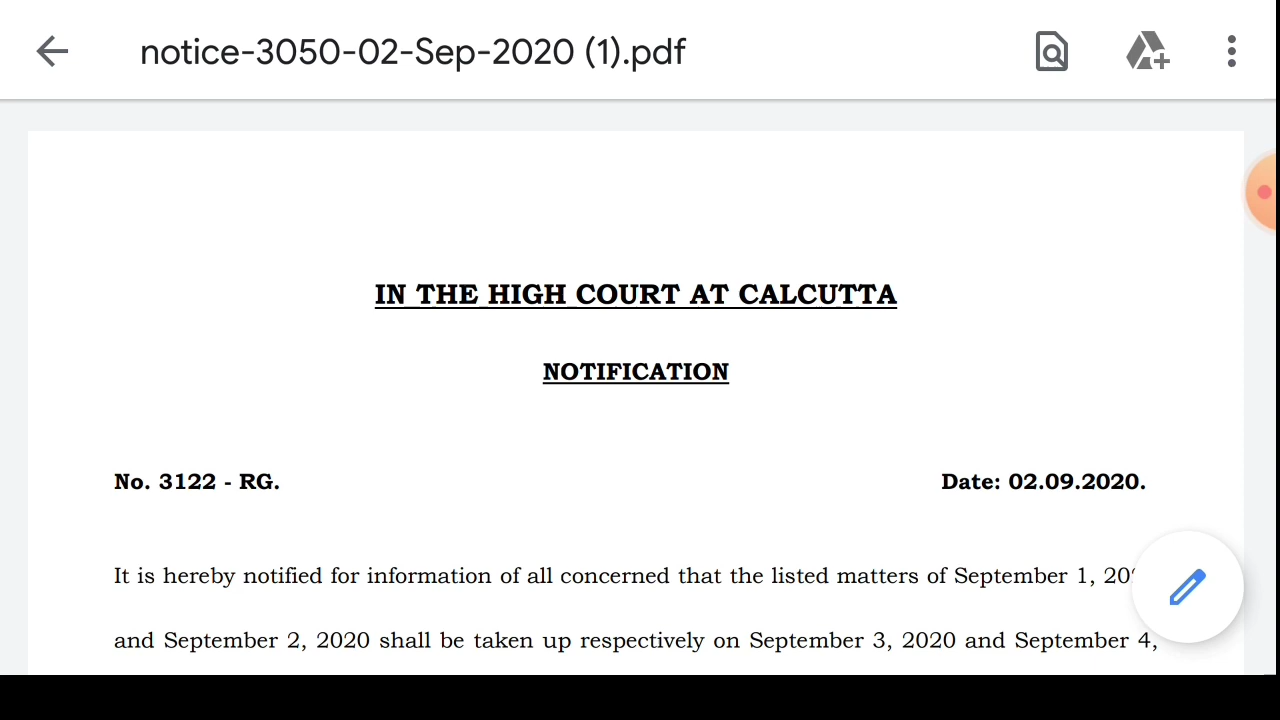 notice-3050-02-Sep-2020 (1).pdf
IN THE HIGH COURT AT CALCUTTA
NOTIFICATION
No. 3122 - RG. Date: 02.09.2020.
It is hereby notified for information of all concerned that the listed matters of September 1,
and September 2, 2020 shall be taken up respectively on September 3, 2020 and September 4,